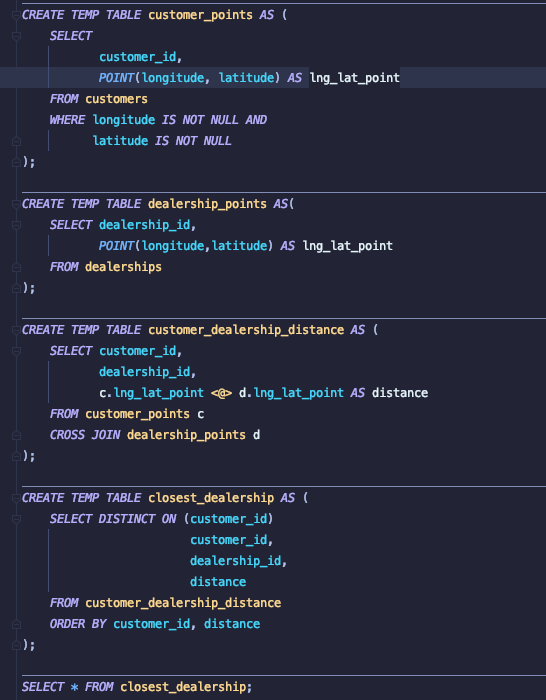 CREATE TEMP TABLE customer_points AS (
    SELECT
           customer_id,
           POINT(longitude, latitude) AS lng_lat_point
    FROM customers
    WHERE longitude IS NOT NULL AND
          latitude IS NOT NULL
);
CREATE TEMP TABLE dealership_points AS(
    SELECT dealership_id,
           POINT(longitude,latitude) AS lng_lat_point
    FROM dealerships
);
CREATE TEMP TABLE customer_dealership_distance AS (
    SELECT customer_id,
           dealership_id,
           c.lng_lat_point <@> d.lng_lat_point AS distance
    FROM customer_points c
    CROSS JOIN dealership_points d
);
CREATE TEMP TABLE closest_dealership AS (
    SELECT DISTINCT ON (customer_id)
                        customer_id,
                        dealership_id,
                        distance
    FROM customer_dealership_distance
    ORDER BY customer_id, distance
);
SELECT * FROM closest_dealership;